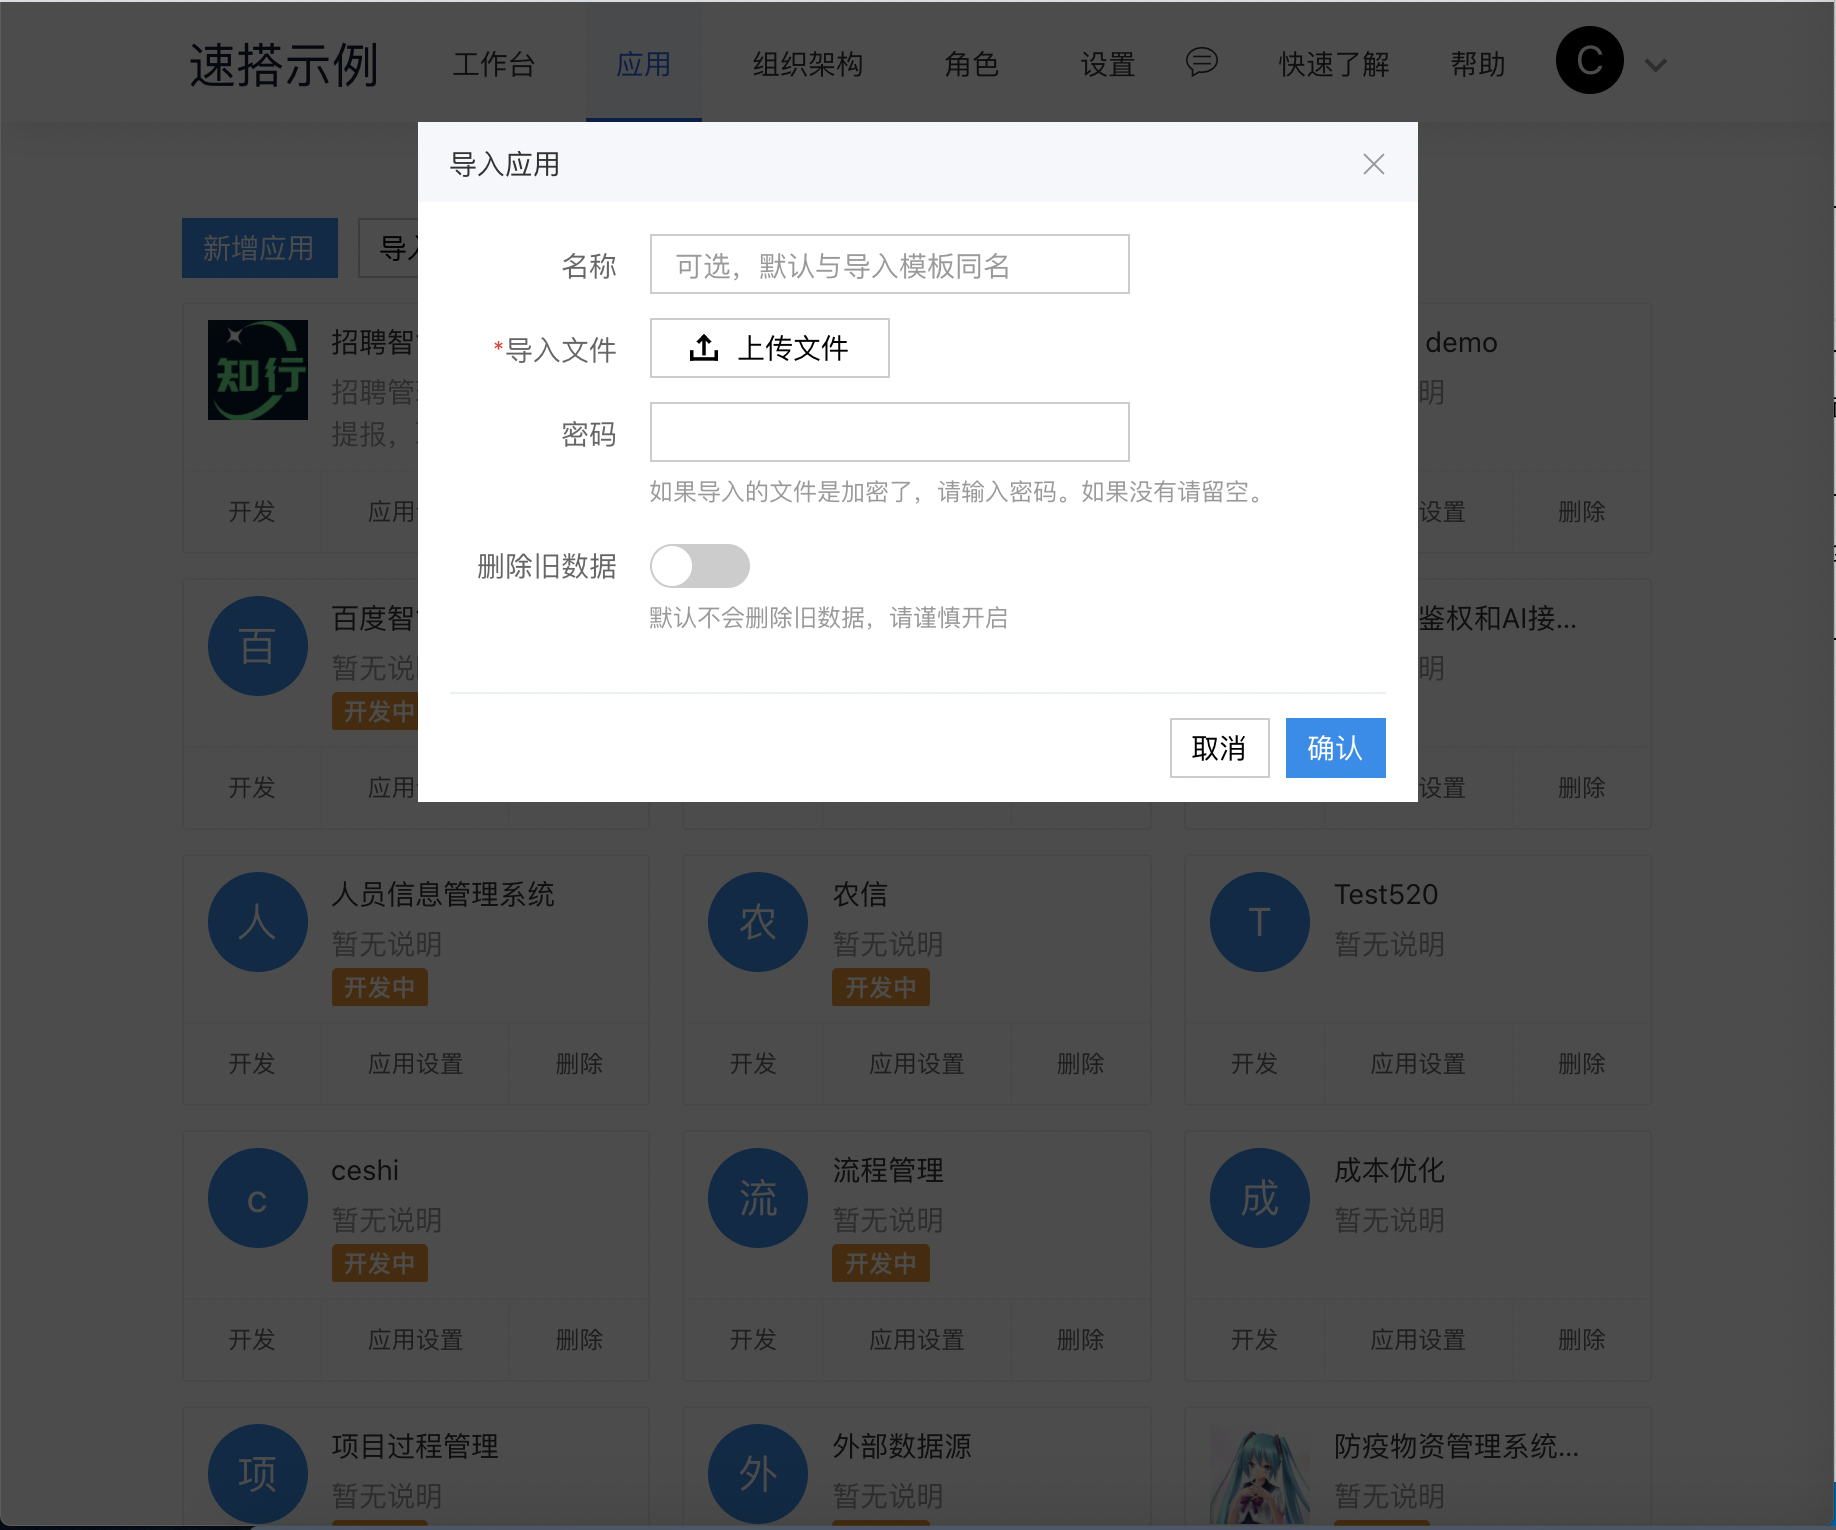 速搭示例 工作台 应用 组织架构 角色 设置 快速了解 帮助 C
导入应用
新增应用 导入
名称 可选，默认与导入模板同名
*导入文件 上传文件
密码
如果导入的文件是加密了，请输入密码。如果没有请留空。
删除旧数据
默认不会删除旧数据，请谨慎开启
取消 确认
知行
招聘智
招聘管
提报，
开发 应用
demo
明
设置 删除
百
百度智
暂无说
开发中
开发 应用
鉴权和AI接...
明
设置 删除
人
人员信息管理系统
暂无说明
开发中
开发 应用设置 删除
农
农信
暂无说明
开发中
开发 应用设置 删除
T
Test520
暂无说明
开发 应用设置 删除
c
ceshi
暂无说明
开发中
开发 应用设置 删除
流
流程管理
暂无说明
开发中
开发 应用设置 删除
成
成本优化
暂无说明
开发 应用设置 删除
项
项目过程管理
暂无说明
外
外部数据源
暂无说明
防疫物资管理系统...
暂无说明